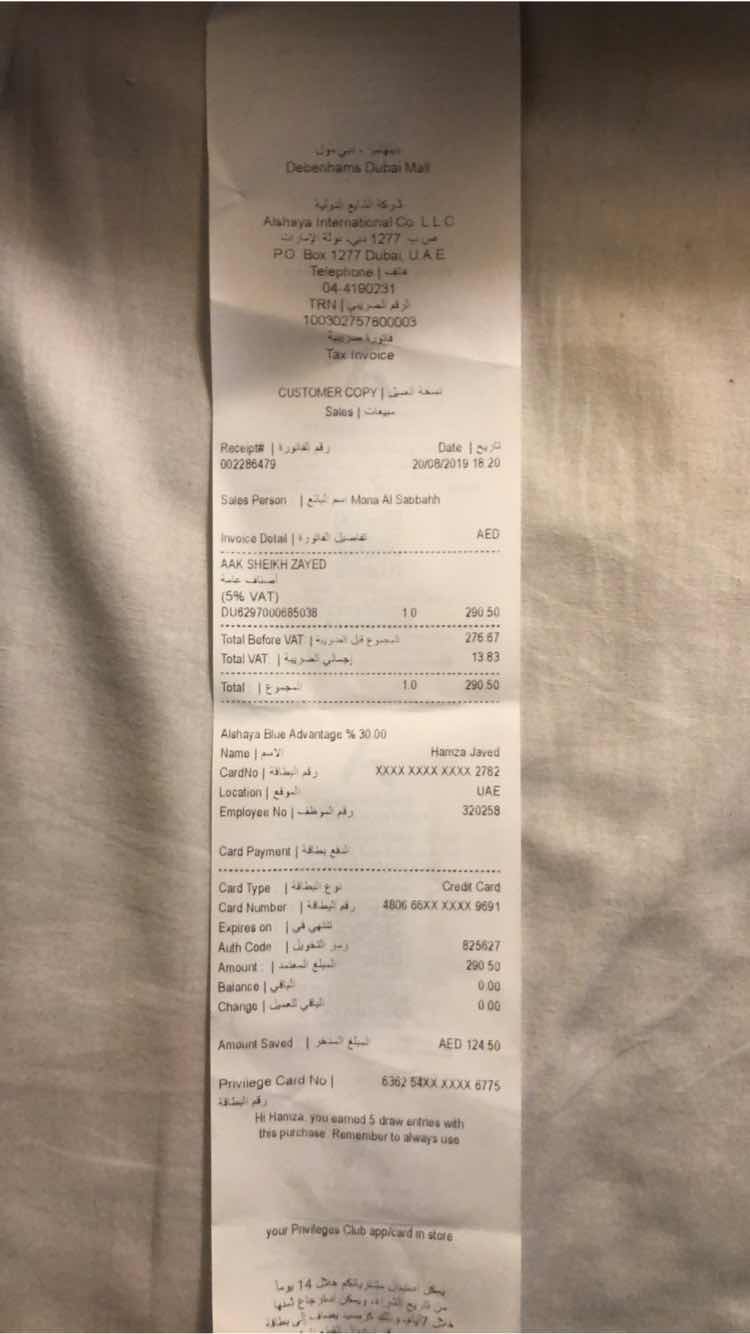 ديبنهمز - دبي مول
Debenhams Dubai Mall
شركة الشايع الدولية
Alshaya International Co. L.L.C
ص ب 1277 دبي، دولة الإمارات
P.O. Box 1277 Dubai, U.A.E
Telephone | هاتف
04-4190231
TRN | الرقم الضريبي
100302757800003
فاتورة ضريبية
Tax Invoice
CUSTOMER COPY | نسخة العميل
Sales | مبيعات
Receipt# | رقم الفاتورة Date | تاريخ
002286479 20/08/2019 18:20
Sales Person | اسم البائع Mona Al Sabbahh
Invoice Detail | تفاصيل الفاتورة AED
AAK SHEIKH ZAYED
أصناف عامة
(5% VAT)
DU6297000685038 1.0 290.50
Total Before VAT | المجموع قبل الضريبة 276.67
Total VAT | إجمالي الضريبة 13.83
Total | المجموع 1.0 290.50
Alshaya Blue Advantage % 30.00
Name | الاسم Hamza Javed
CardNo | رقم البطاقة XXXX XXXX XXXX 2782
Location | الموقع UAE
Employee No | رقم الموظف 320258
Card Payment | الدفع بطاقة
Card Type | نوع البطاقة Credit Card
Card Number | رقم البطاقة 4806 66XX XXXX 9691
Expires on | تنتهي في
Auth Code | رمز التخويل 825627
Amount : | المبلغ المعتمد 290.50
Balance | الباقي 0.00
Change | الباقي للعميل 0.00
Amount Saved | المبلغ المدخر AED 124.50
Privilege Card No | 6362 54XX XXXX 6775
رقم البطاقة
Hi Hamza, you earned 5 draw entries with
this purchase. Remember to always use
your Privileges Club app/card in store
يمكن استبدال مشترياتكم خلال 14 يوما
من تاريخ الشراء، ويمكن استرجاع ثمنها
خلال 7 أيام،